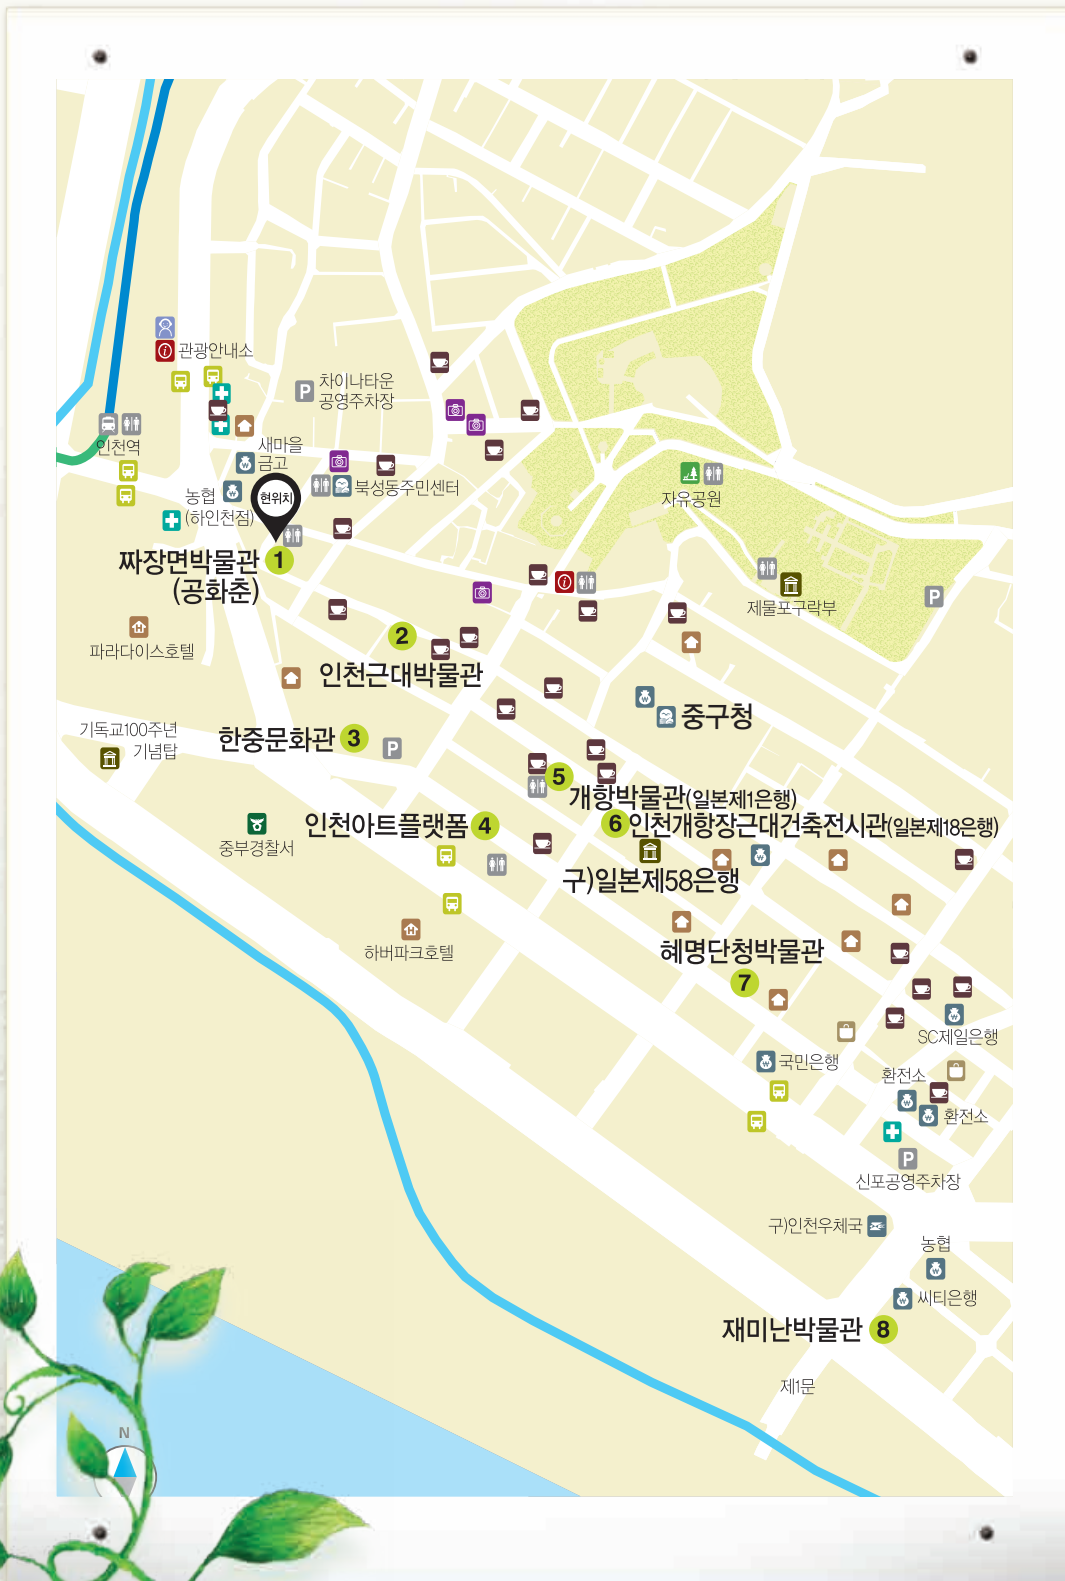 관광안내소
차이나타운
공영주차장
P
인천역
새마을
금고
농협
(하인천점)
현위치
북성동주민센터
자유공원
짜장면박물관 1
(공화춘)
제물포구락부
P
파라다이스호텔
2
인천근대박물관
중구청
기독교100주년
기념탑
한중문화관 3
P
5
개항박물관(일본제1은행)
인천아트플랫폼 4
6 인천개항장근대건축전시관(일본제18은행)
중부경찰서
구)일본제58은행
하버파크호텔
혜명단청박물관
7
SC제일은행
국민은행
환전소
환전소
P
신포공영주차장
구)인천우체국
농협
씨티은행
재미난박물관 8
제1문
N